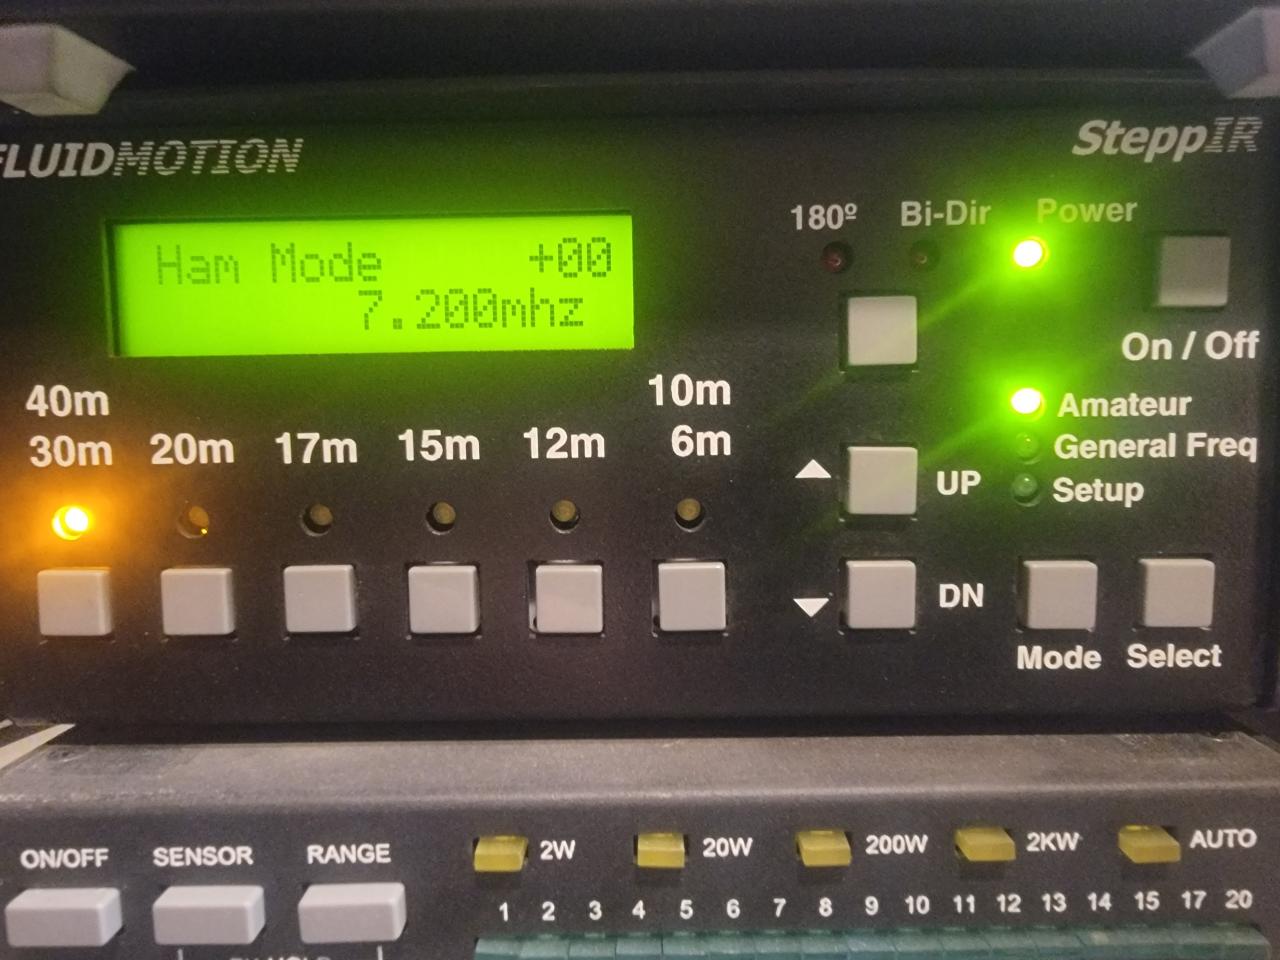 FLUIDMOTION
SteppIR
180º Bi-Dir Power
Ham Mode +00
7.200mhz
On / Off
40m
30m
20m
17m
15m
12m
10m
6m
Amateur
General Freq
Setup
UP
DN
Mode
Select
ON/OFF SENSOR RANGE
2W 20W 200W 2KW AUTO
1 2 3 4 5 6 7 8 9 10 11 12 13 14 15 17 20